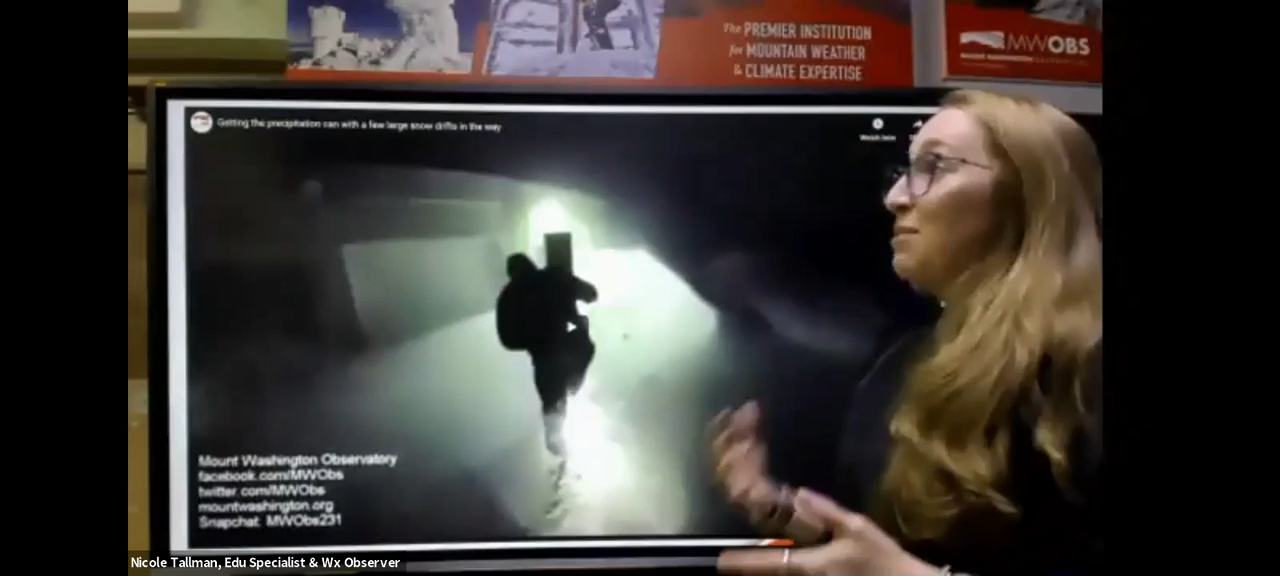 The PREMIER INSTITUTION
for MOUNTAIN WEATHER
& CLIMATE EXPERTISE
MWOBS
Getting the precipitation can with a few large snow drifts in the way
Watch later
Mount Washington Observatory
facebook.com/MWObs
twitter.com/MWObs
mountwashington.org
Snapchat: MWObs231
Nicole Tallman, Edu Specialist & Wx Observer